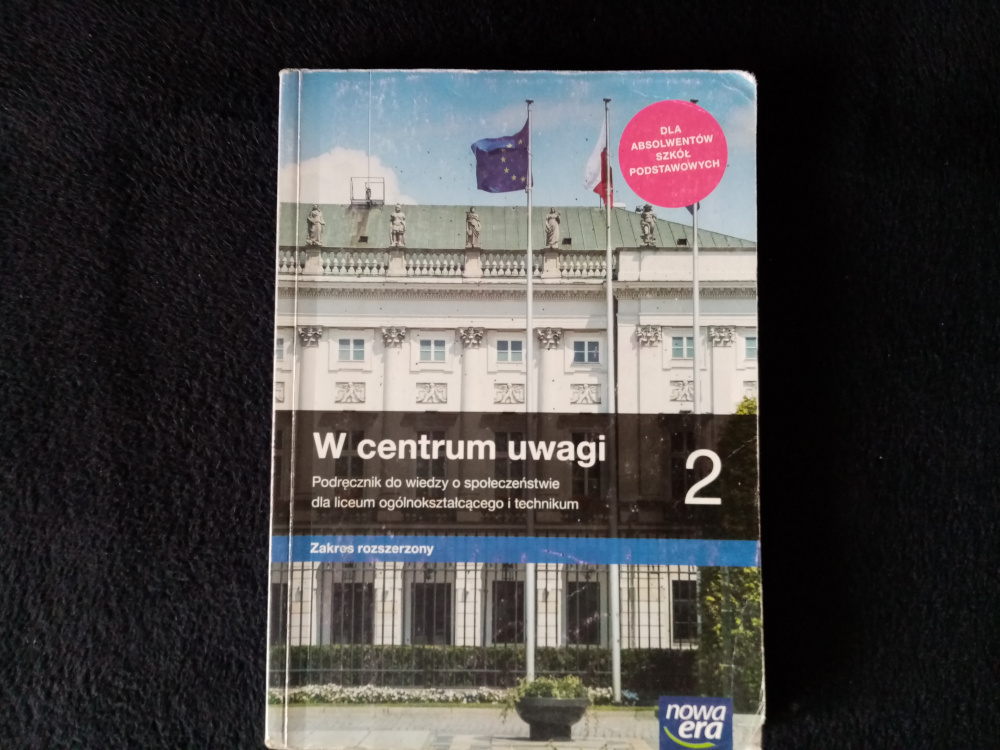 DLA
ABSOLWENTÓW
SZKÓŁ
PODSTAWOWYCH
W centrum uwagi
2
Podręcznik do wiedzy o społeczeństwie
dla liceum ogólnokształcącego i technikum
Zakres rozszerzony
nowa
era